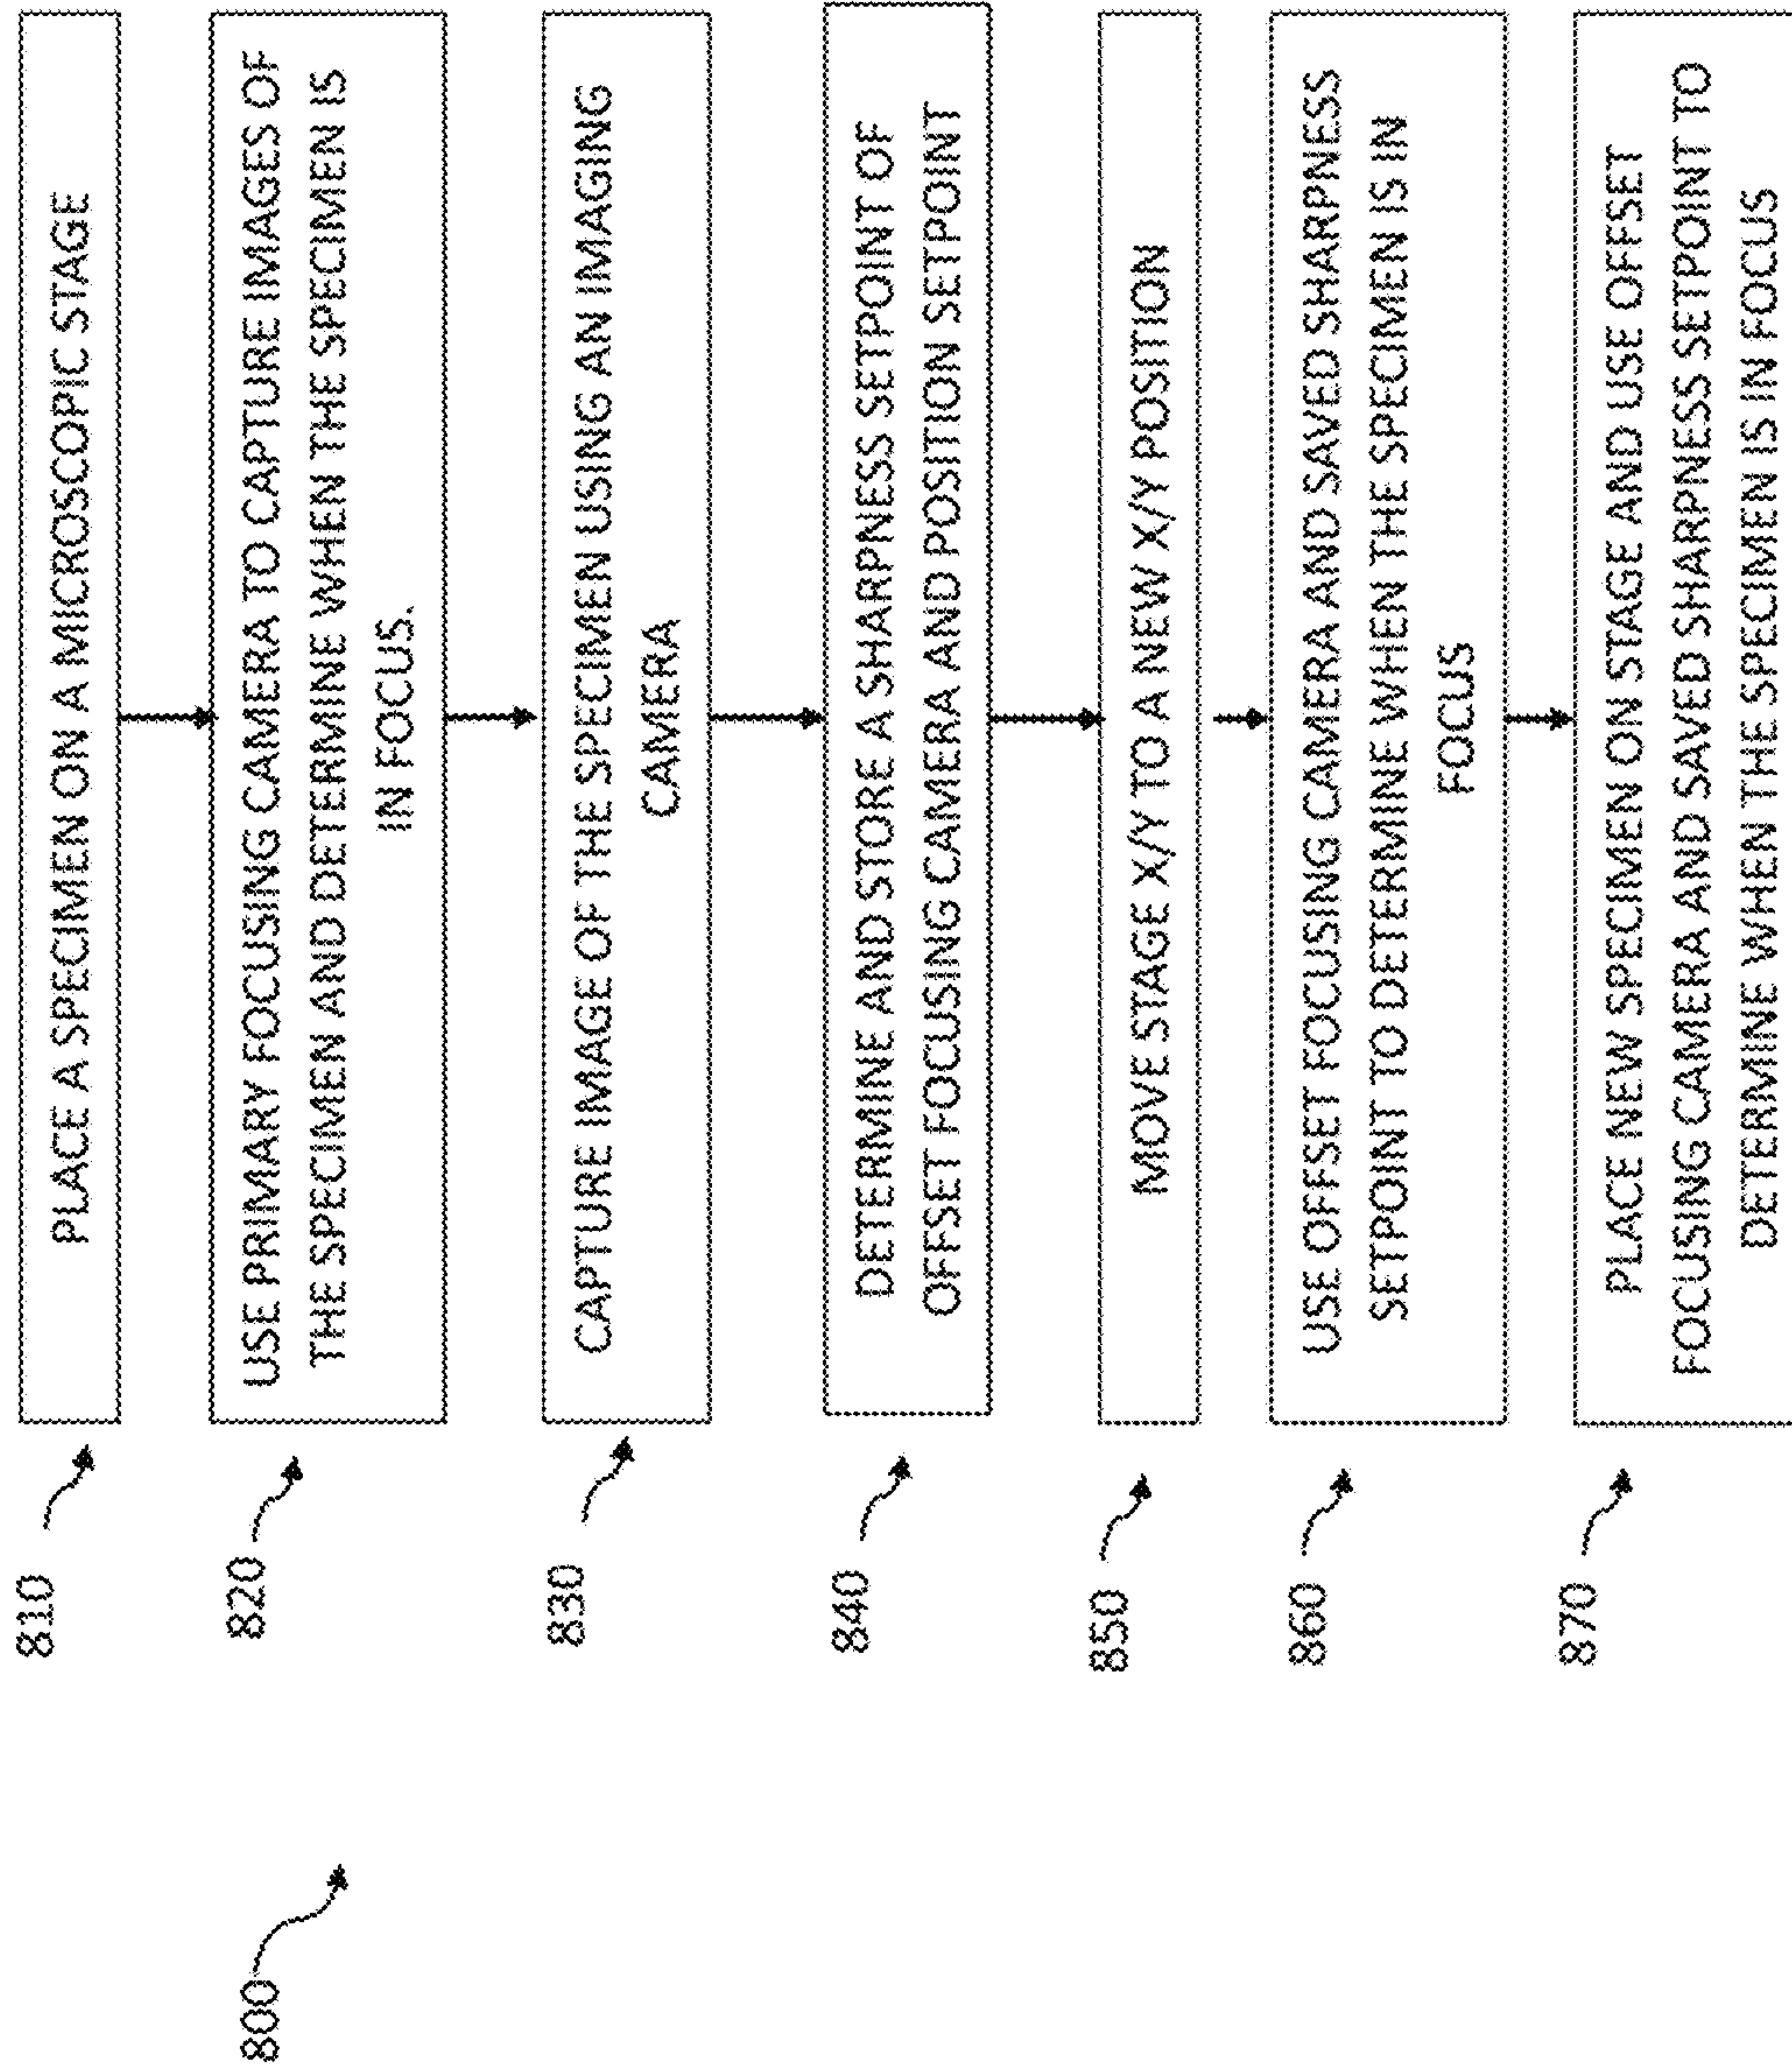 800
810
PLACE A SPECIMEN ON A MICROSCOPIC STAGE
820
USE PRIMARY FOCUSING CAMERA TO CAPTURE IMAGES OF
THE SPECIMEN AND DETERMINE WHEN THE SPECIMEN IS
IN FOCUS.
830
CAPTURE IMAGE OF THE SPECIMEN USING AN IMAGING
CAMERA
840
DETERMINE AND STORE A SHARPNESS SETPOINT OF
OFFSET FOCUSING CAMERA AND POSITION SETPOINT
850
MOVE STAGE X/Y TO A NEW X/Y POSITION
860
USE OFFSET FOCUSING CAMERA AND SAVED SHARPNESS
SETPOINT TO DETERMINE WHEN THE SPECIMEN IS IN
FOCUS
870
PLACE NEW SPECIMEN ON STAGE AND USE OFFSET
FOCUSING CAMERA AND SAVED SHARPNESS SETPOINT TO
DETERMINE WHEN THE SPECIMEN IS IN FOCUS